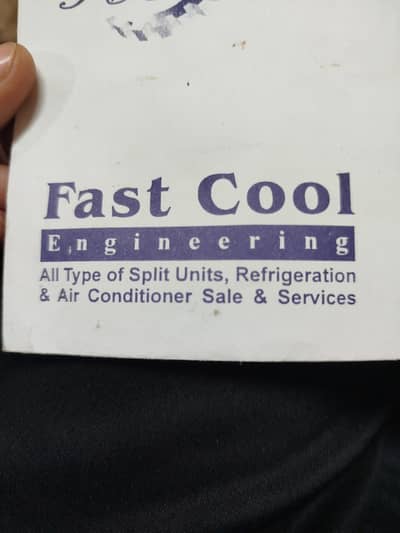 Fast Cool
Engineering
All Type of Split Units, Refrigeration
& Air Conditioner Sale & Services